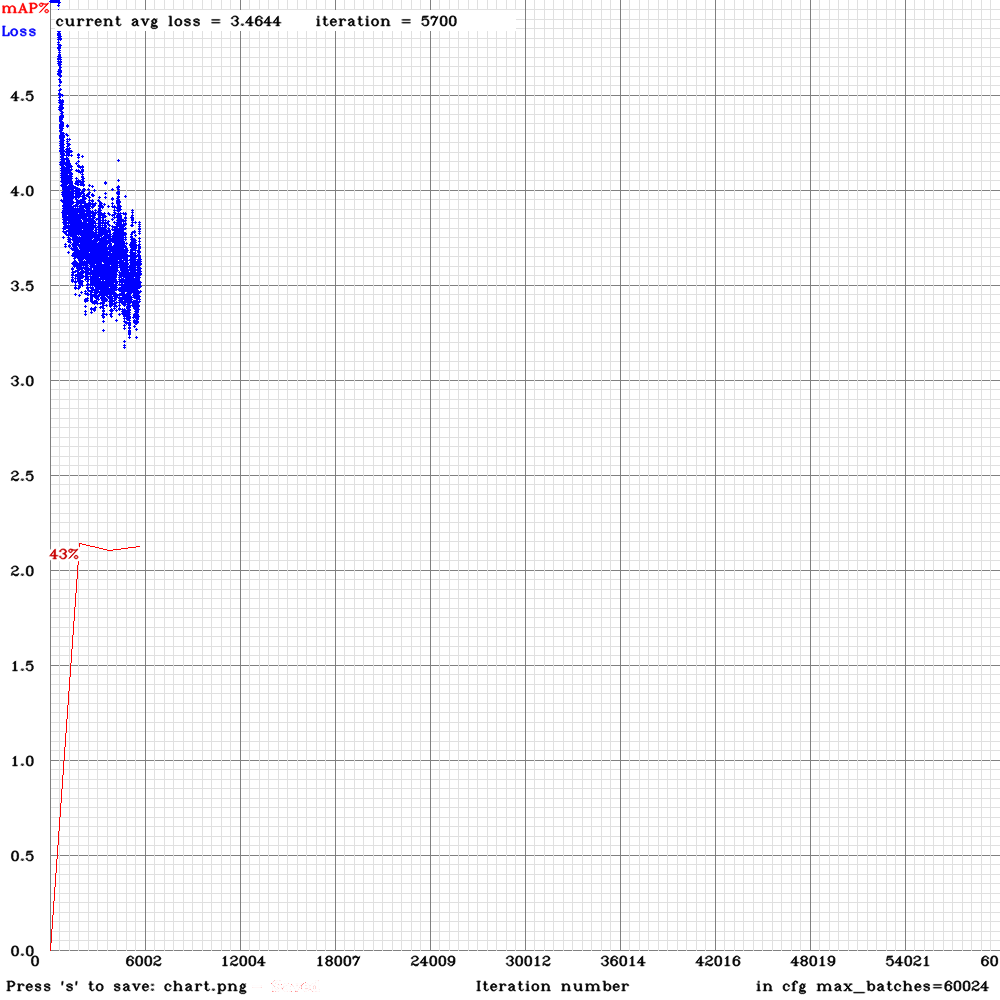 mAP%
current avg loss = 3.4644 iteration = 5700
Loss
4.5
4.0
3.5
3.0
2.5
43%
2.0
1.5
1.0
0.5
0.0
0 6002 12004 18007 24009 30012 36014 42016 48019 54021 60
Press 's' to save: chart.png Iteration number in cfg max_batches=60024